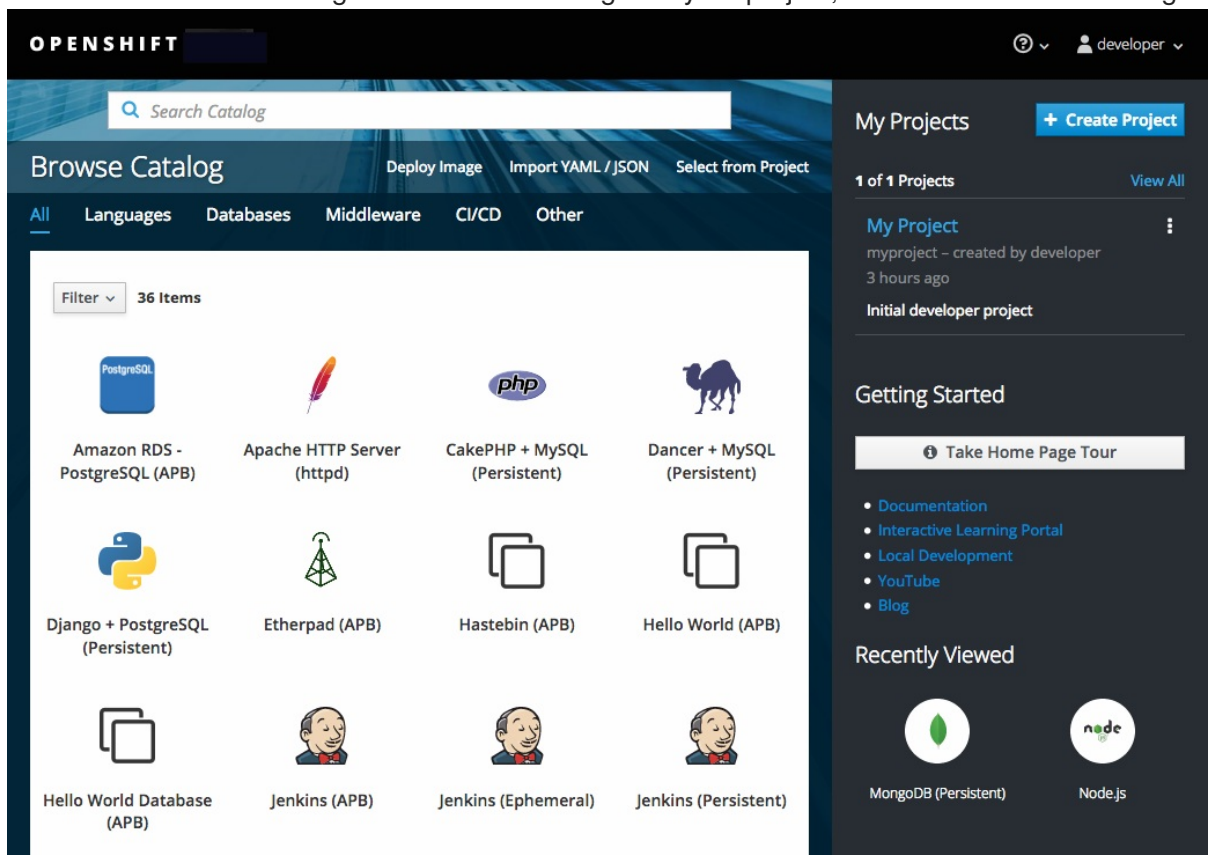 OPENSHIFT
developer
Search Catalog
Browse Catalog
Deploy Image Import YAML / JSON Select from Project
All Languages Databases Middleware CI/CD Other
Filter 36 Items
PostgreSQL
php
Amazon RDS - PostgreSQL (APB)
Apache HTTP Server (httpd)
CakePHP + MySQL (Persistent)
Dancer + MySQL (Persistent)
Django + PostgreSQL (Persistent)
Etherpad (APB)
Hastebin (APB)
Hello World (APB)
Hello World Database (APB)
Jenkins (APB)
Jenkins (Ephemeral)
Jenkins (Persistent)
My Projects
+ Create Project
1 of 1 Projects View All
My Project
myproject – created by developer
3 hours ago
Initial developer project
Getting Started
Take Home Page Tour
Documentation
Interactive Learning Portal
Local Development
YouTube
Blog
Recently Viewed
node
MongoDB (Persistent)
Node.js